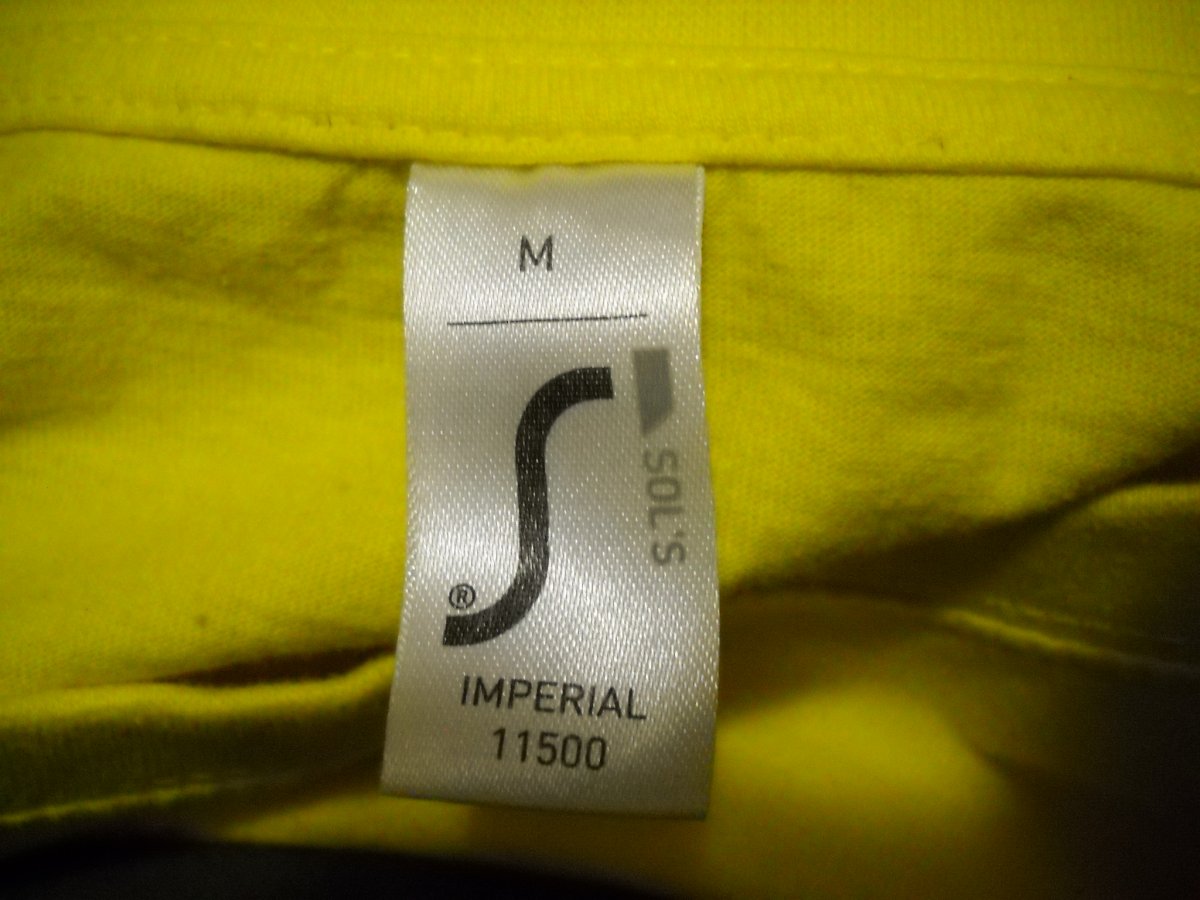 M
SOL'S
®
IMPERIAL
11500